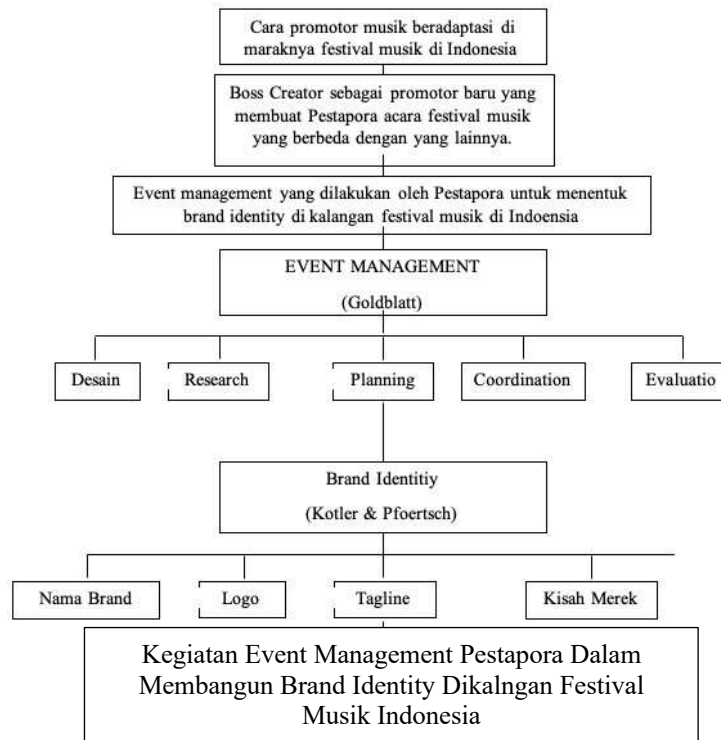 Cara promotor musik beradaptasi di
maraknya festival musik di Indonesia
Boss Creator sebagai promotor baru yang
membuat Pestapora acara festival musik
yang berbeda dengan yang lainnya.
Event management yang dilakukan oleh Pestapora untuk menentuk
brand identity di kalangan festival musik di Indoensia
EVENT MANAGEMENT
(Goldblatt)
Desain
Research
Planning
Coordination
Evaluatio
Brand Identitiy
(Kotler & Pfoertsch)
Nama Brand
Logo
Tagline
Kisah Merek
Kegiatan Event Management Pestapora Dalam
Membangun Brand Identity Dikalngan Festival
Musik Indonesia